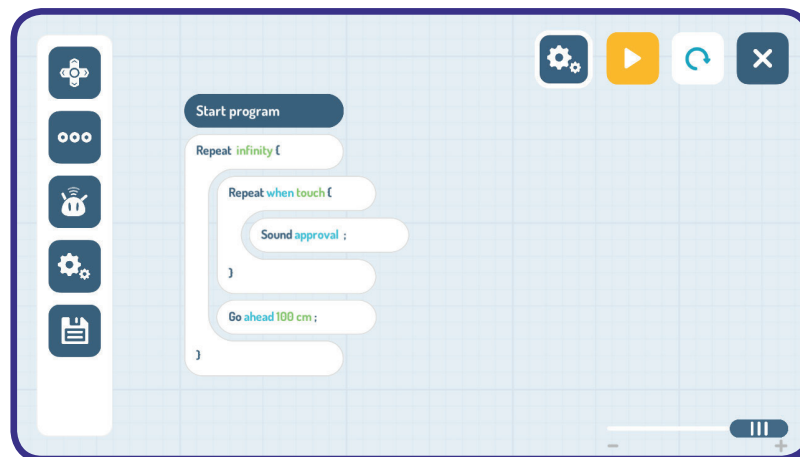 Start program
Repeat infinity {
Repeat when touch {
Sound approval ;
}
Go ahead 100 cm ;
}